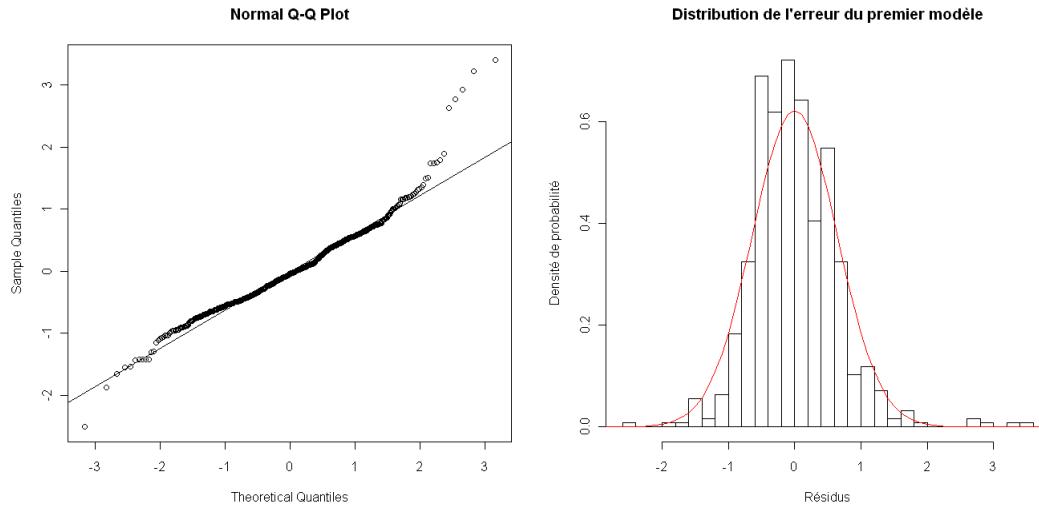 Normal Q-Q Plot
Sample Quantiles
3
2
1
0
-1
-2
-3 -2 -1 0 1 2 3
Theoretical Quantiles
Distribution de l'erreur du premier modèle
Densité de probabilité
0.6
0.4
0.2
0.0
-2 -1 0 1 2 3
Résidus